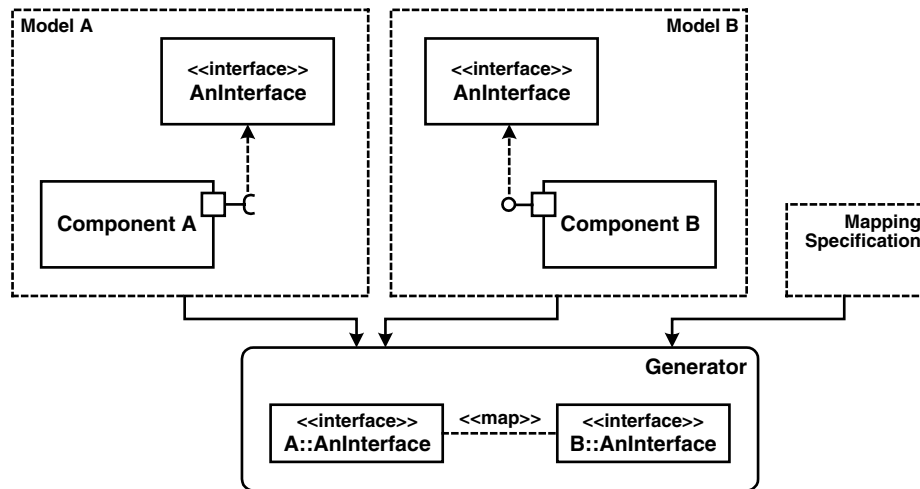 Model A
<<interface>>
AnInterface
Component A
Model B
<<interface>>
AnInterface
Component B
Mapping
Specification
Generator
<<interface>>
A::AnInterface
<<map>>
<<interface>>
B::AnInterface